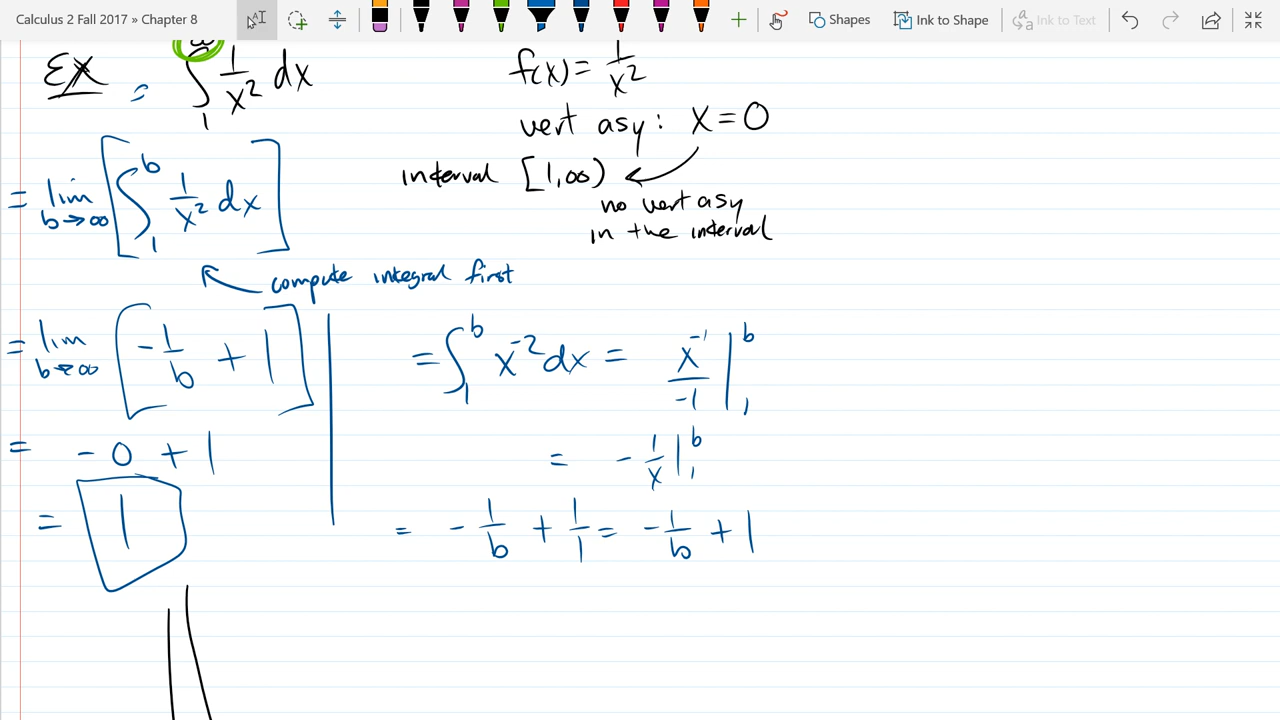 Calculus 2 Fall 2017 » Chapter 8
Shapes
Ink to Shape
Ink to Text
Ex = ∫₁^∞ 1/x² dx
f(x) = 1/x²
vert asy: x = 0
interval [1,∞)
no vert asy
in the interval
= lim b→∞ [∫₁ᵇ 1/x² dx]
compute integral first
= lim b→∞ [-1/b + 1]
= -0 + 1
= 1
= ∫₁ᵇ x⁻² dx = x⁻¹/-1 |₁ᵇ
= -1/x |₁ᵇ
= -1/b + 1/1 = -1/b + 1